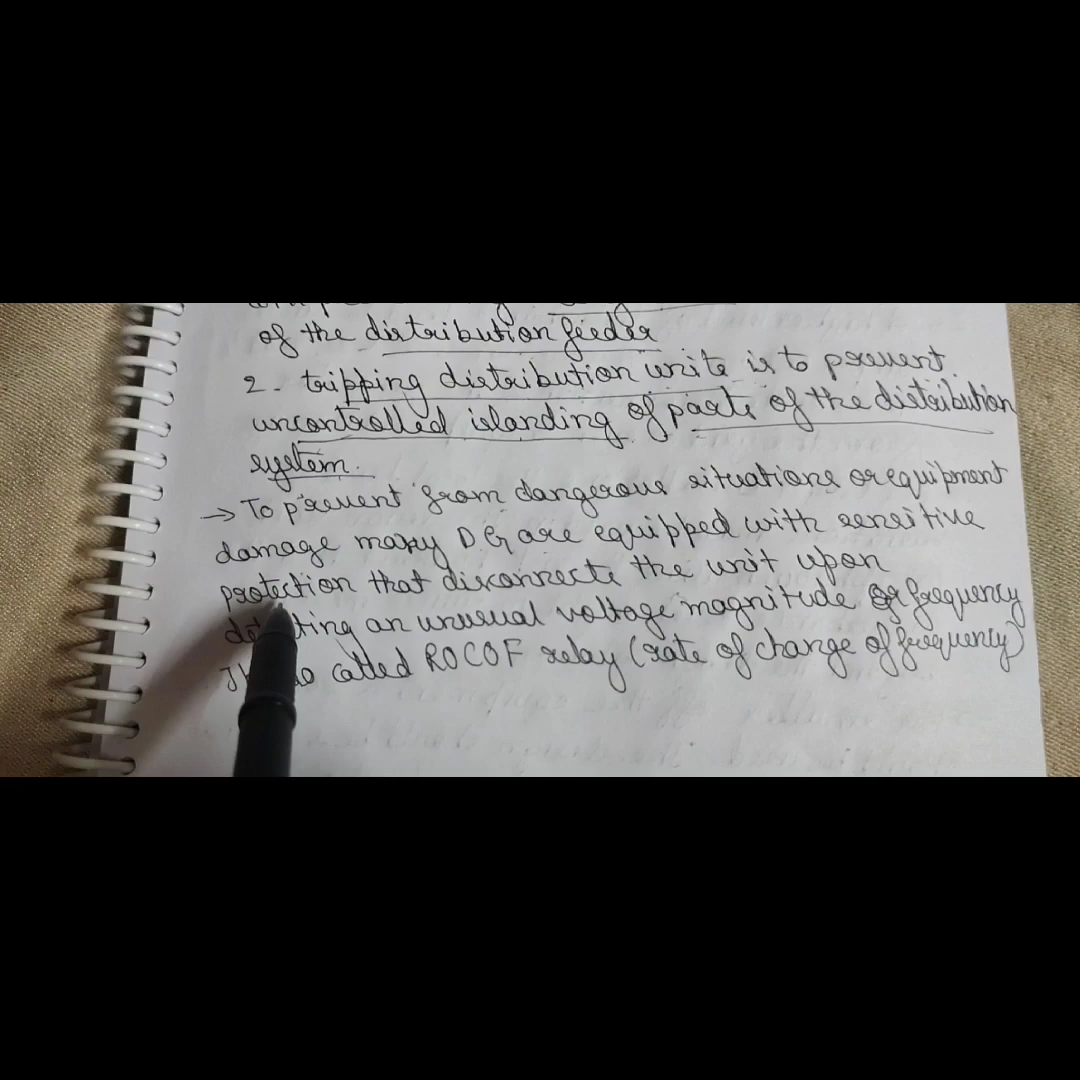 of the distribution feeder
2- tripping distribution units is to prevent
uncontrolled islanding of parts of the distribution
system.
→ To prevent from dangerous situations or equipment
damage many DG are equipped with sensitive
protection that disconnects the unit upon
an unusual voltage magnitude or frequency
called ROCOF relay (rate of change of frequency)